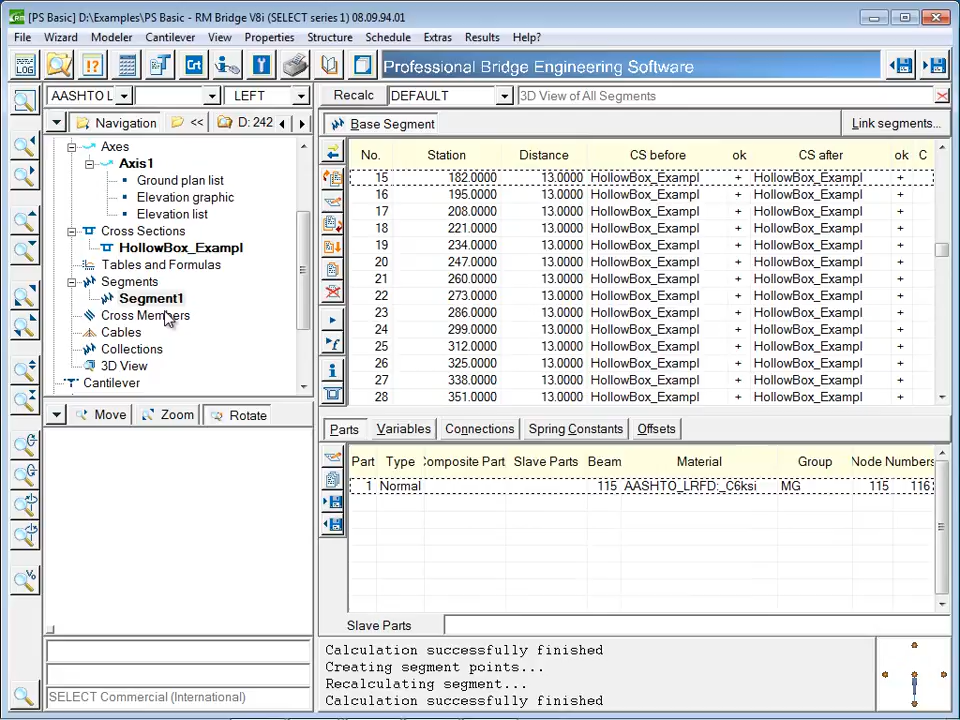 [PS Basic] D:\Examples\PS Basic - RM Bridge V8i (SELECT series 1) 08.09.94.01
File Wizard Modeler Cantilever View Properties Structure Schedule Extras Results Help?
LOG Crt Professional Bridge Engineering Software
AASHTO L LEFT Recalc DEFAULT 3D View of All Segments
Navigation << D: 242 Base Segment Link segments...
Axes
Axis1
Ground plan list
Elevation graphic
Elevation list
Cross Sections
HollowBox_Exampl
Tables and Formulas
Segments
Segment1
Cross Members
Cables
Collections
3D View
Cantilever
No. Station Distance CS before ok CS after ok C
15 182.0000 13.0000 HollowBox_Exampl + HollowBox_Exampl +
16 195.0000 13.0000 HollowBox_Exampl + HollowBox_Exampl +
17 208.0000 13.0000 HollowBox_Exampl + HollowBox_Exampl +
18 221.0000 13.0000 HollowBox_Exampl + HollowBox_Exampl +
19 234.0000 13.0000 HollowBox_Exampl + HollowBox_Exampl +
20 247.0000 13.0000 HollowBox_Exampl + HollowBox_Exampl +
21 260.0000 13.0000 HollowBox_Exampl + HollowBox_Exampl +
22 273.0000 13.0000 HollowBox_Exampl + HollowBox_Exampl +
23 286.0000 13.0000 HollowBox_Exampl + HollowBox_Exampl +
24 299.0000 13.0000 HollowBox_Exampl + HollowBox_Exampl +
25 312.0000 13.0000 HollowBox_Exampl + HollowBox_Exampl +
26 325.0000 13.0000 HollowBox_Exampl + HollowBox_Exampl +
27 338.0000 13.0000 HollowBox_Exampl + HollowBox_Exampl +
28 351.0000 13.0000 HollowBox_Exampl + HollowBox_Exampl +
Move Zoom Rotate
Parts Variables Connections Spring Constants Offsets
Part Type Composite Part Slave Parts Beam Material Group Node Numbers
1 Normal 115 AASHTO_LRFD:_C6ksi MG 115 116
Slave Parts
Calculation successfully finished
Creating segment points...
Recalculating segment...
Calculation successfully finished
SELECT Commercial (International)